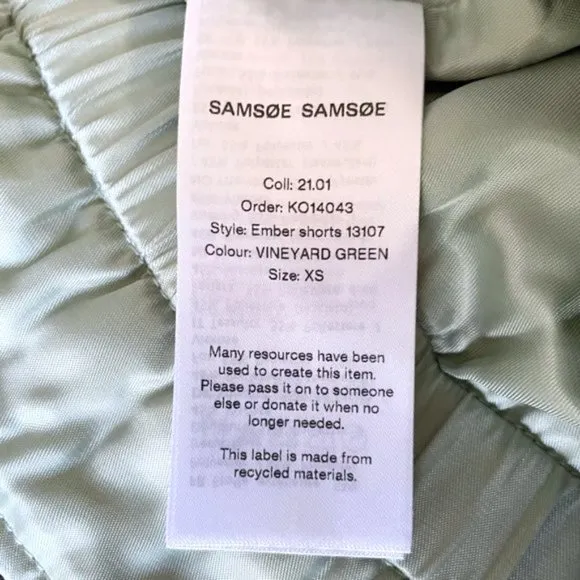 SAMSØE SAMSØE
Coll: 21.01
Order: KO14043
Style: Ember shorts 13107
Colour: VINEYARD GREEN
Size: XS
Many resources have been
used to create this item.
Please pass it on to someone
else or donate it when no
longer needed.
This label is made from
recycled materials.